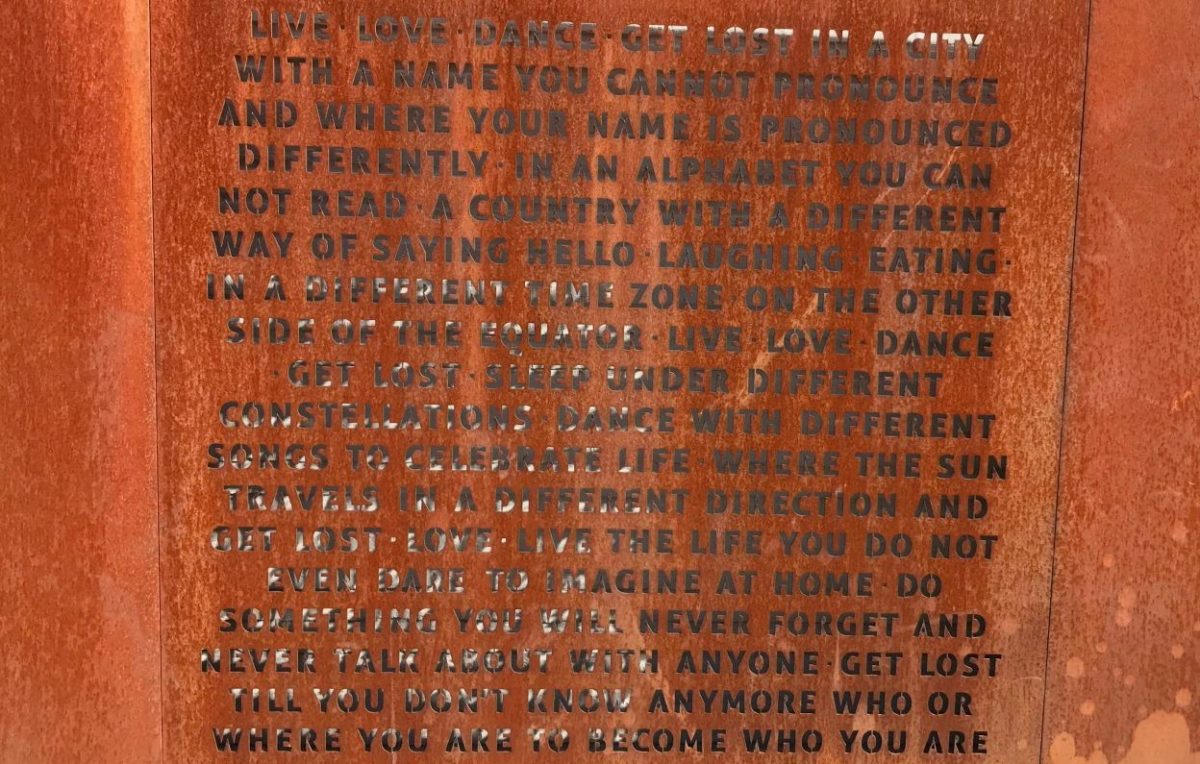 LIVE · LOVE · DANCE · GET LOST IN A CITY
WITH A NAME YOU CANNOT PRONOUNCE
AND WHERE YOUR NAME IS PRONOUNCED
DIFFERENTLY · IN AN ALPHABET YOU CAN
NOT READ · A COUNTRY WITH A DIFFERENT
WAY OF SAYING HELLO · LAUGHING · EATING ·
IN A DIFFERENT TIME ZONE · ON THE OTHER
SIDE OF THE EQUATOR · LIVE · LOVE · DANCE
· GET LOST · SLEEP UNDER DIFFERENT
CONSTELLATIONS · DANCE WITH DIFFERENT
SONGS TO CELEBRATE LIFE · WHERE THE SUN
TRAVELS IN A DIFFERENT DIRECTION AND
GET LOST · LOVE · LIVE THE LIFE YOU DO NOT
EVEN DARE TO IMAGINE AT HOME · DO
SOMETHING YOU WILL NEVER FORGET AND
NEVER TALK ABOUT WITH ANYONE · GET LOST
TILL YOU DON'T KNOW ANYMORE WHO OR
WHERE YOU ARE TO BECOME WHO YOU ARE